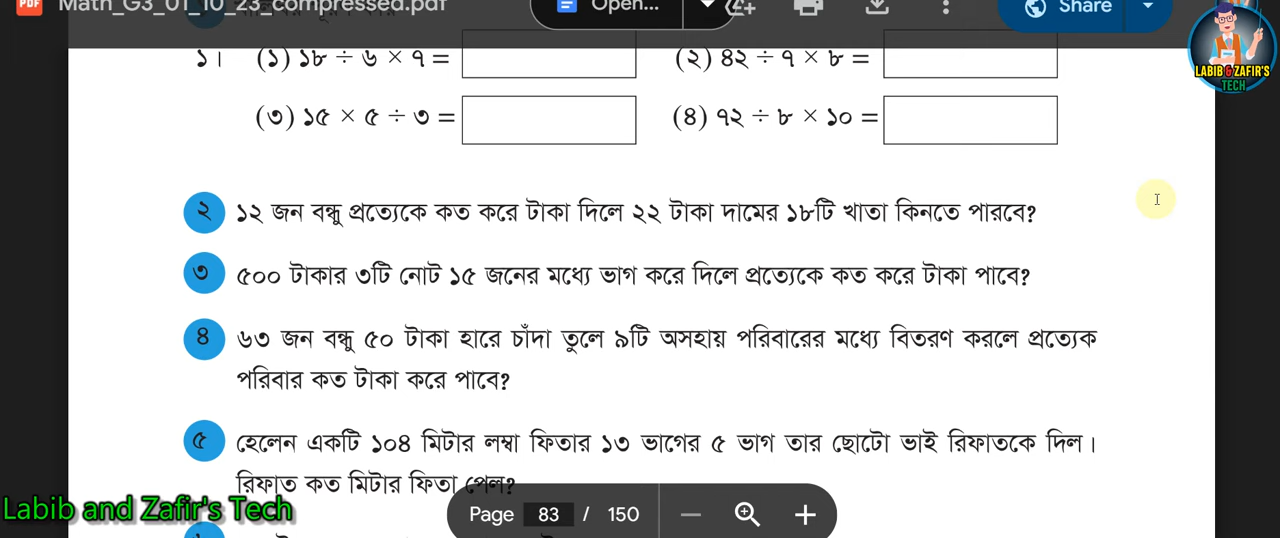 Math_G3_01_10_23_compressed.pdf
Open...
Share
LABIB & ZAFIR'S
TECH
১। (১) ১৮ ÷ ৬ × ৭ =
(২) ৪২ ÷ ৭ × ৮ =
(৩) ১৫ × ৫ ÷ ৩ =
(৪) ৭২ ÷ ৮ × ১০ =
২ ১২ জন বন্ধু প্রত্যেকে কত করে টাকা দিলে ২২ টাকা দামের ১৮টি খাতা কিনতে পারবে?
৩ ৫০০ টাকার ৩টি নোট ১৫ জনের মধ্যে ভাগ করে দিলে প্রত্যেকে কত করে টাকা পাবে?
৪ ৬৩ জন বন্ধু ৫০ টাকা হারে চাঁদা তুলে ৯টি অসহায় পরিবারের মধ্যে বিতরণ করলে প্রত্যেক
পরিবার কত টাকা করে পাবে?
৫ হেলেন একটি ১০৪ মিটার লম্বা ফিতার ১৩ ভাগের ৫ ভাগ তার ছোটো ভাই রিফাতকে দিল।
রিফাত কত মিটার ফিতা পেল?
Labib and Zafir's Tech
Page 83 / 150